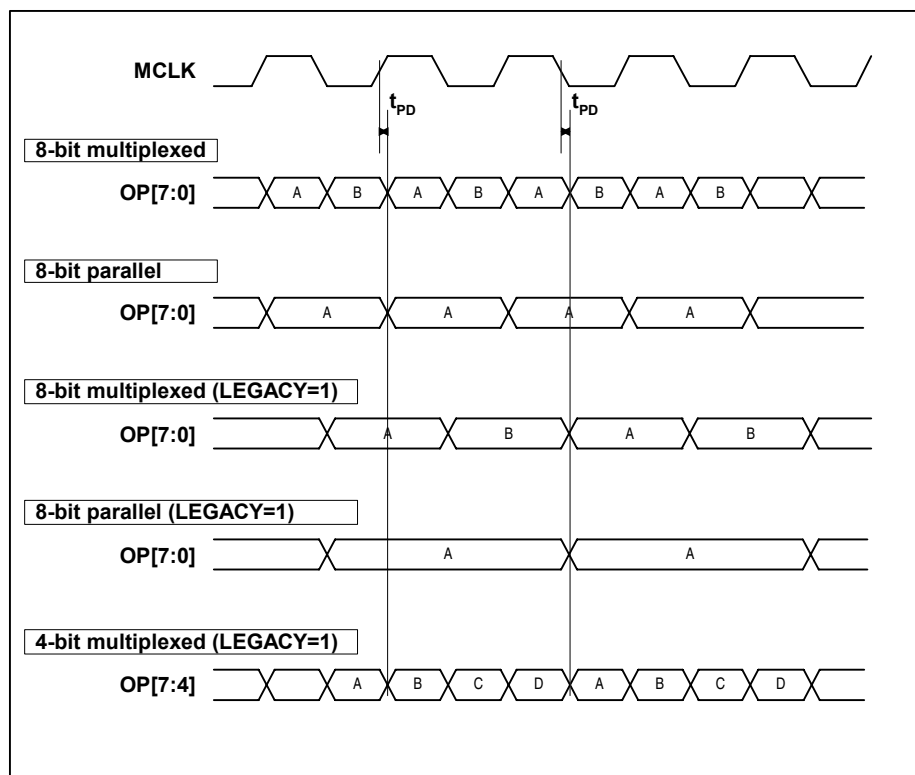 MCLK
tPD tPD
8-bit multiplexed
OP[7:0] A B A B A B A B
8-bit parallel
OP[7:0] A A A A
8-bit multiplexed (LEGACY=1)
OP[7:0] A B A B
8-bit parallel (LEGACY=1)
OP[7:0] A A
4-bit multiplexed (LEGACY=1)
OP[7:4] A B C D A B C D